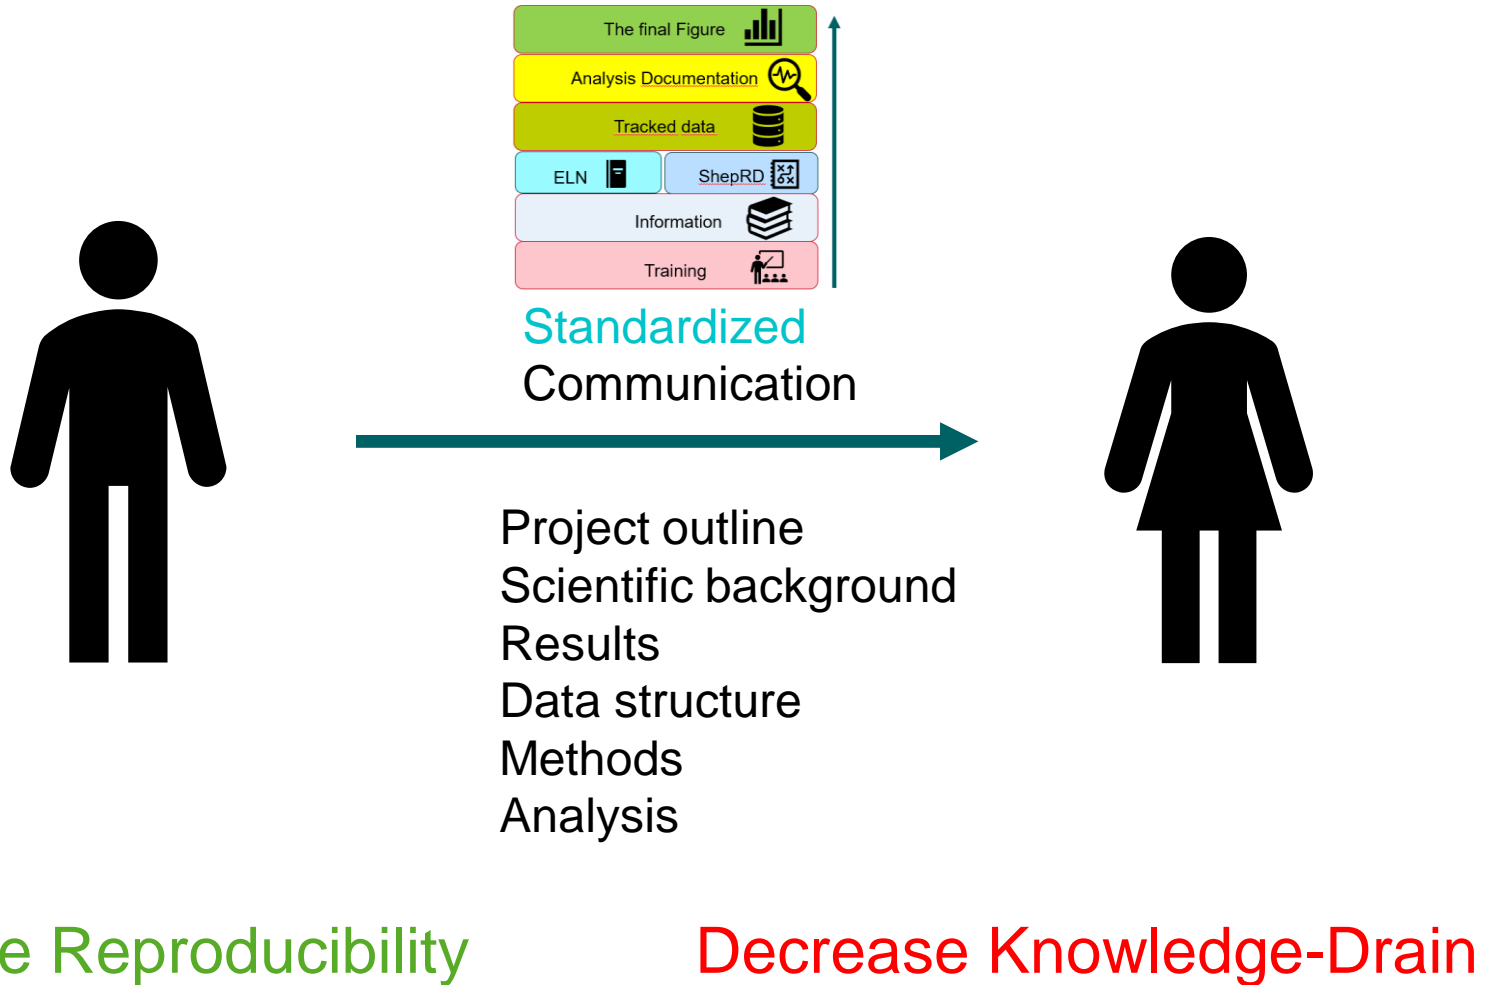 The final Figure
Analysis Documentation
Tracked data
ELN ShepRD
Information
Training
Standardized
Communication
Project outline
Scientific background
Results
Data structure
Methods
Analysis
e Reproducibility Decrease Knowledge-Drain